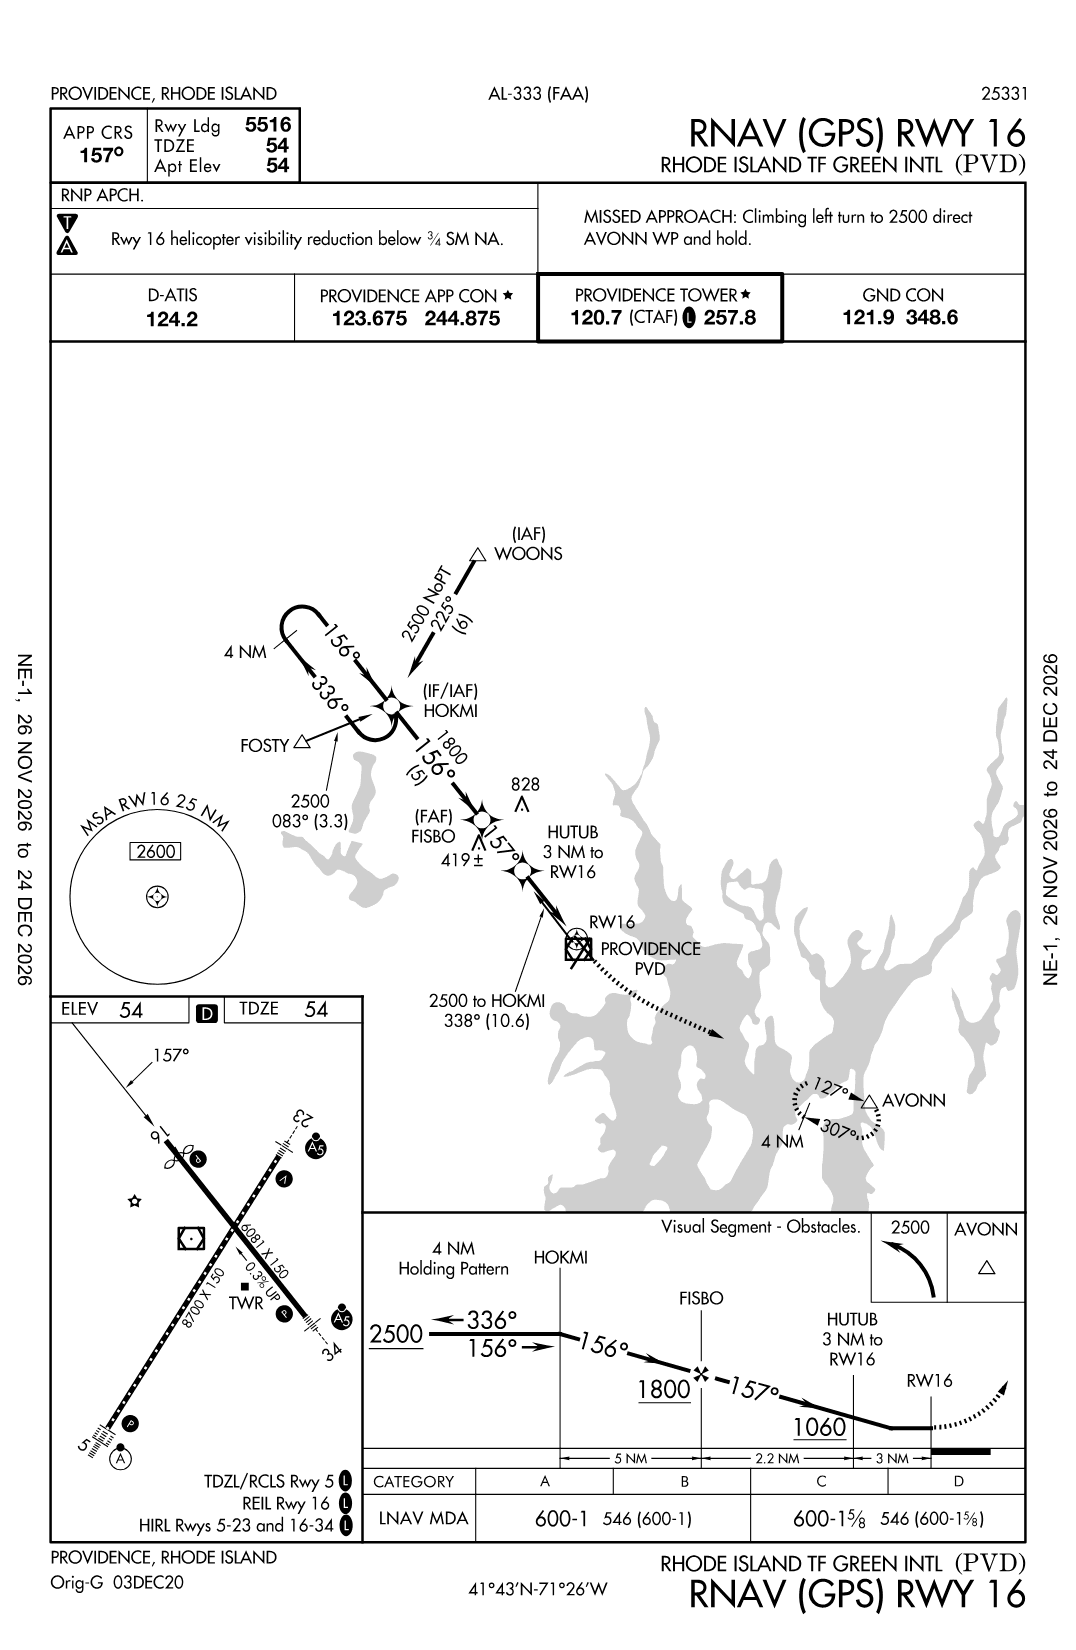 PROVIDENCE, RHODE ISLAND
AL-333 (FAA)
25331
APP CRS
157°
Rwy Ldg 5516
TDZE 54
Apt Elev 54
RNAV (GPS) RWY 16
RHODE ISLAND TF GREEN INTL (PVD)
RNP APCH.
T
A
Rwy 16 helicopter visibility reduction below ¾ SM NA.
MISSED APPROACH: Climbing left turn to 2500 direct
AVONN WP and hold.
D-ATIS
124.2
PROVIDENCE APP CON ★
123.675 244.875
PROVIDENCE TOWER ★
120.7 (CTAF) L 257.8
GND CON
121.9 348.6
(IAF)
WOONS
2500 NoPT
225°
(6)
4 NM
156°
336°
(IF/IAF)
HOKMI
FOSTY
2500
083° (3.3)
1800
156°
(5)
828
(FAF)
FISBO
419±
157°
HUTUB
3 NM to
RW16
MSA RW16 25 NM
2600
RW16
PROVIDENCE
PVD
2500 to HOKMI
338° (10.6)
127°
AVONN
307°
4 NM
NE-1, 26 NOV 2026 to 24 DEC 2026
NE-1, 26 NOV 2026 to 24 DEC 2026
ELEV 54
D
TDZE 54
157°
16
P
23
A5
V
6081 X 150
0.3% UP
8700 X 150
TWR
P
A5
34
P
5
A
TDZL/RCLS Rwy 5 L
REIL Rwy 16 L
HIRL Rwys 5-23 and 16-34 L
Visual Segment - Obstacles.
2500
AVONN
4 NM
Holding Pattern
HOKMI
FISBO
HUTUB
3 NM to
RW16
RW16
2500
336°
156°
156°
1800
157°
1060
5 NM
2.2 NM
3 NM
CATEGORY A B C D
LNAV MDA 600-1 546 (600-1) 600-1⅝ 546 (600-1⅝)
PROVIDENCE, RHODE ISLAND
Orig-G 03DEC20
41°43'N-71°26'W
RHODE ISLAND TF GREEN INTL (PVD)
RNAV (GPS) RWY 16